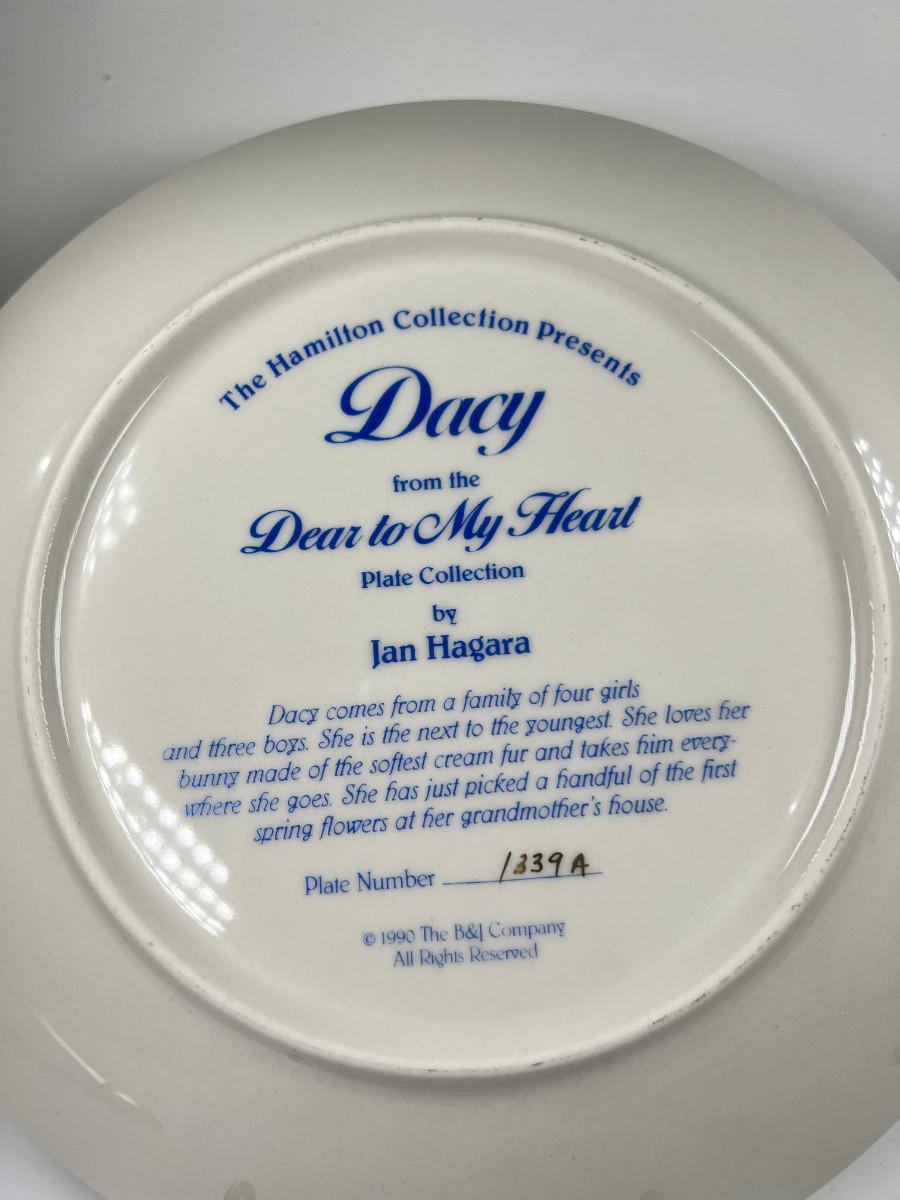 The Hamilton Collection Presents
Dacy
from the
Dear to My Heart
Plate Collection
by
Jan Hagara
Dacy comes from a family of four girls
and three boys. She is the next to the youngest. She loves her
bunny made of the softest cream fur and takes him every-
where she goes. She has just picked a handful of the first
spring flowers at her grandmother's house.
Plate Number 1339A
© 1990 The B&J Company
All Rights Reserved